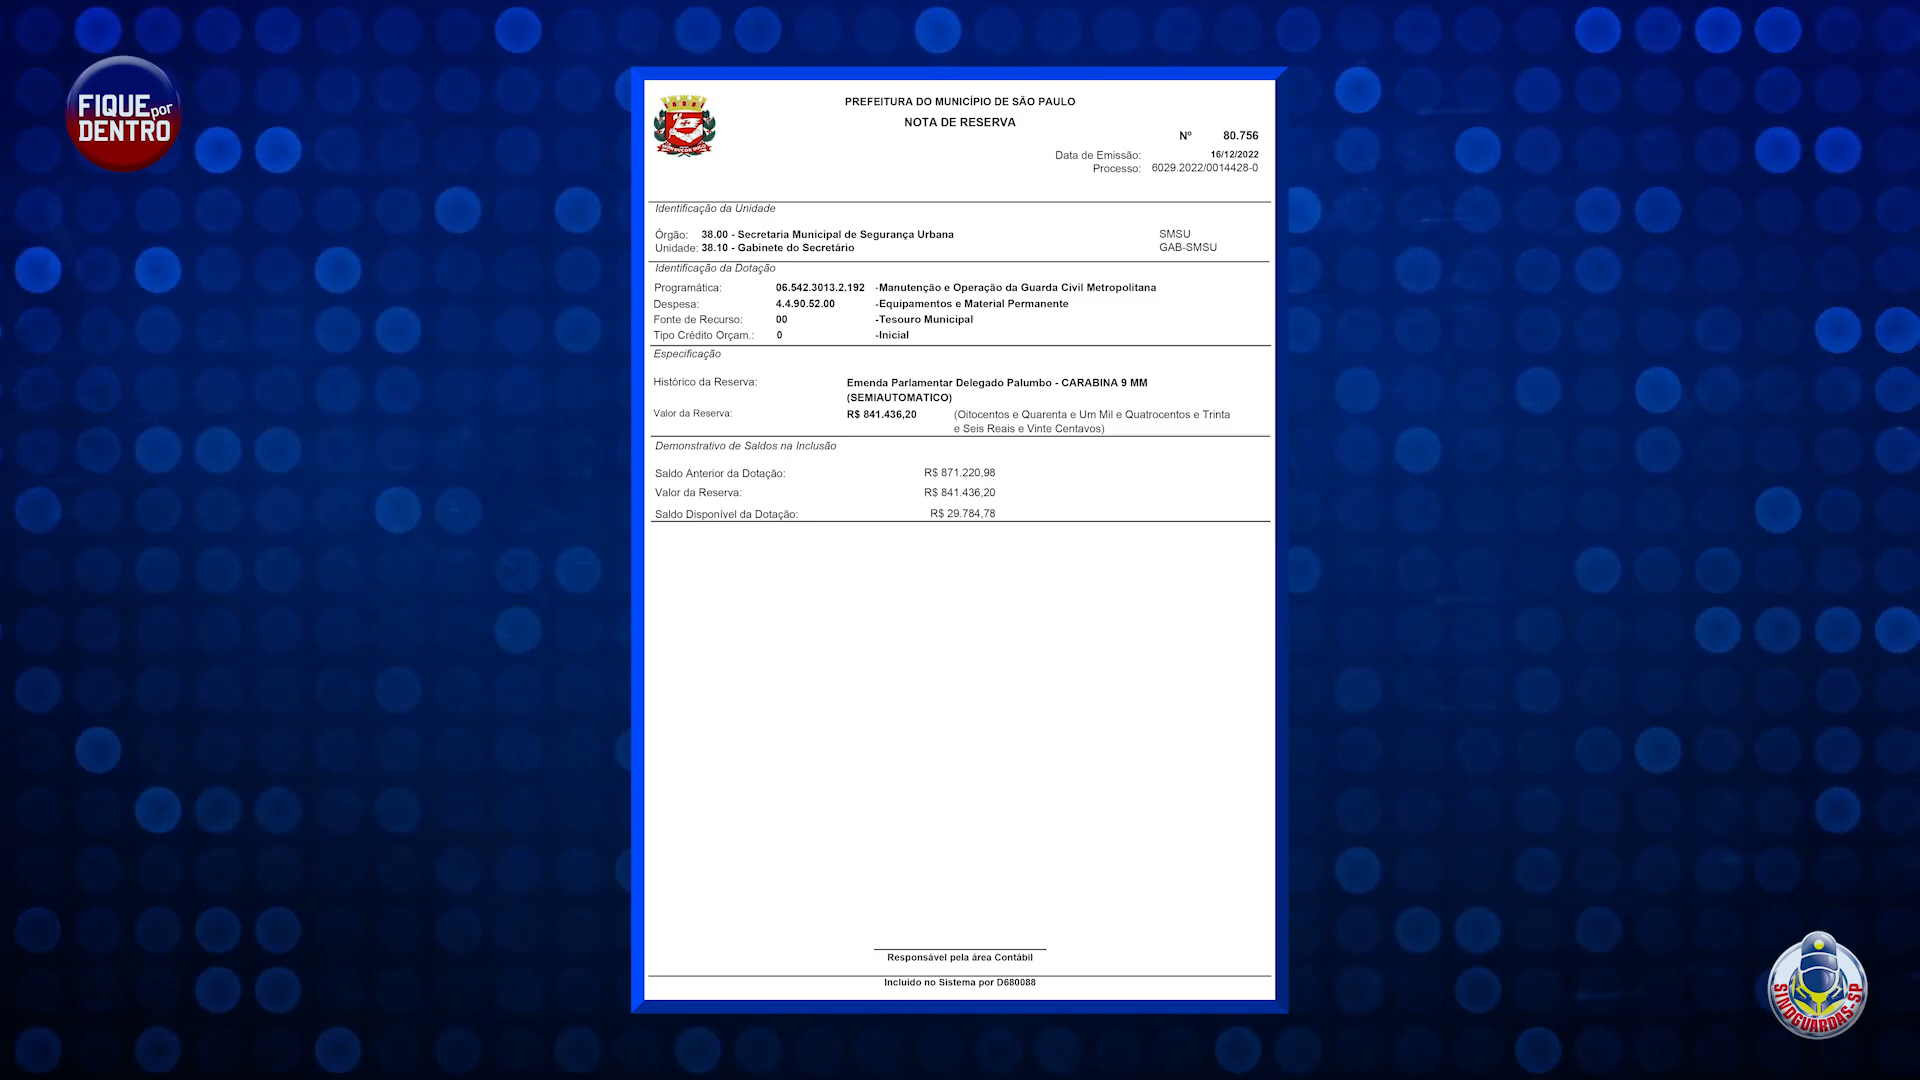 FIQUE por
DENTRO
PREFEITURA DO MUNICÍPIO DE SÃO PAULO
NOTA DE RESERVA
Nº 80.756
Data de Emissão: 16/12/2022
Processo: 6029.2022/0014428-0
Identificação da Unidade
Órgão: 38.00 - Secretaria Municipal de Segurança Urbana SMSU
Unidade: 38.10 - Gabinete do Secretário GAB-SMSU
Identificação da Dotação
Programática: 06.542.3013.2.192 -Manutenção e Operação da Guarda Civil Metropolitana
Despesa: 4.4.90.52.00 -Equipamentos e Material Permanente
Fonte de Recurso: 00 -Tesouro Municipal
Tipo Crédito Orçam.: 0 -Inicial
Especificação
Histórico da Reserva: Emenda Parlamentar Delegado Palumbo - CARABINA 9 MM
(SEMIAUTOMATICO)
Valor da Reserva: R$ 841.436,20 (Oitocentos e Quarenta e Um Mil e Quatrocentos e Trinta
e Seis Reais e Vinte Centavos)
Demonstrativo de Saldos na Inclusão
Saldo Anterior da Dotação: R$ 871.220,98
Valor da Reserva: R$ 841.436,20
Saldo Disponível da Dotação: R$ 29.784,78
Responsável pela área Contábil
Incluido no Sistema por D680088
SINDGUARDAS-SP